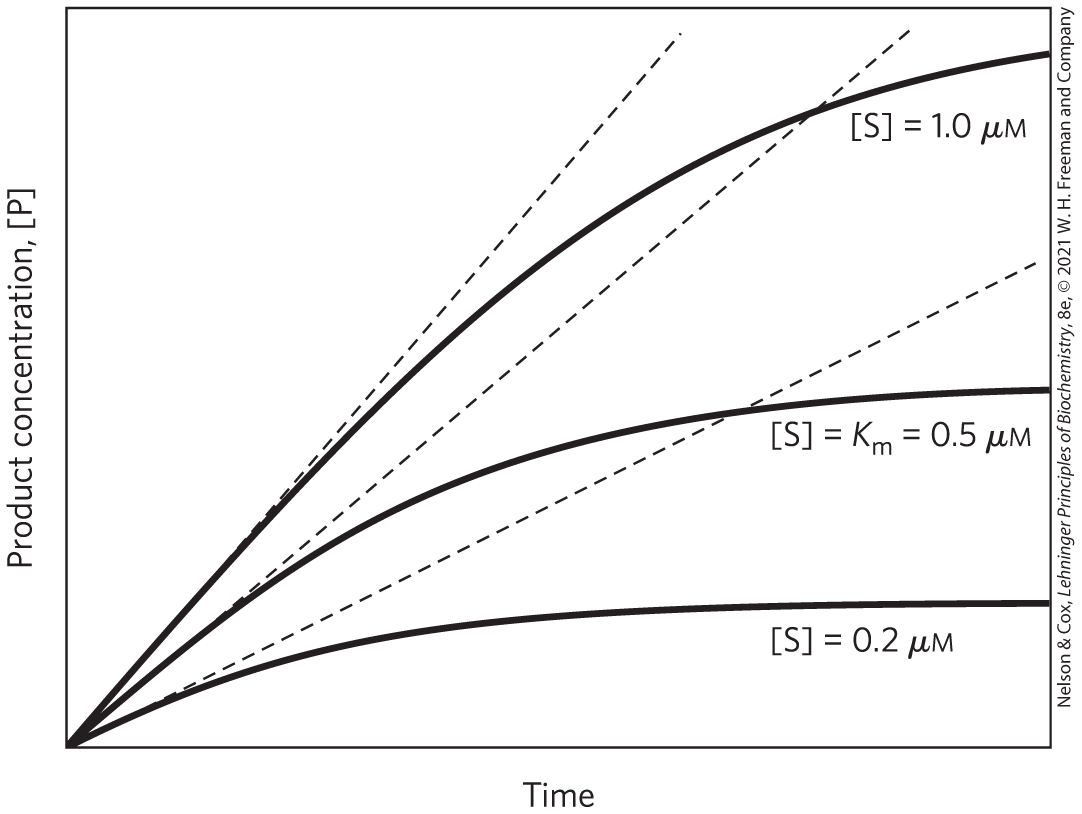 Product concentration, [P]
[S] = 1.0 μM
[S] = Km = 0.5 μM
[S] = 0.2 μM
Time
Nelson & Cox, Lehninger Principles of Biochemistry, 8e, © 2021 W. H. Freeman and Company